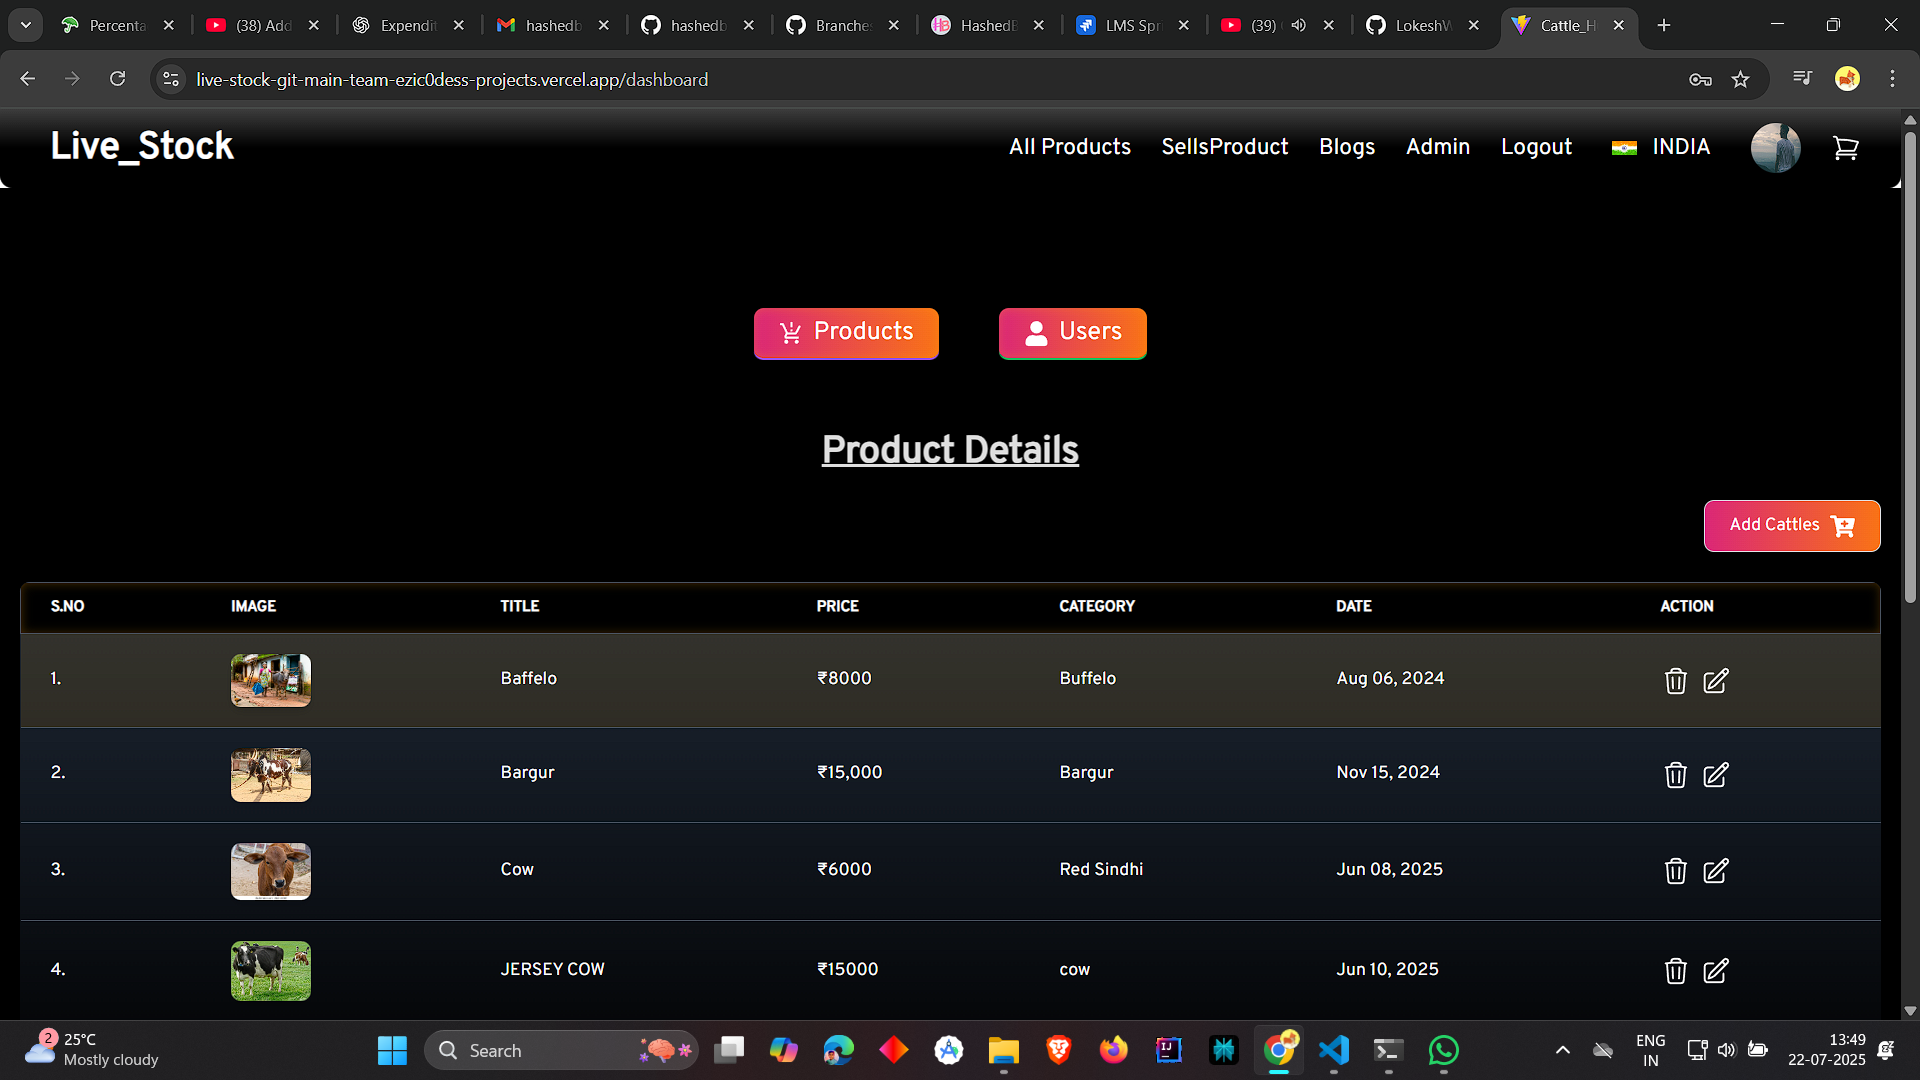 Percenta
(38) Add
Expendit
hashedb
hashedb
Branche
HashedB
LMS Spr
(39)
LokeshW
Cattle_H
live-stock-git-main-team-ezic0dess-projects.vercel.app/dashboard
Live_Stock
All Products
SellsProduct
Blogs
Admin
Logout
INDIA
Products
Users
Product Details
Add Cattles
S.NO IMAGE TITLE PRICE CATEGORY DATE ACTION
1. Baffelo ₹8000 Buffelo Aug 06, 2024
2. Bargur ₹15,000 Bargur Nov 15, 2024
3. Cow ₹6000 Red Sindhi Jun 08, 2025
4. JERSEY COW ₹15000 cow Jun 10, 2025
2
25°C
Mostly cloudy
Search
ENG
IN
13:49
22-07-2025